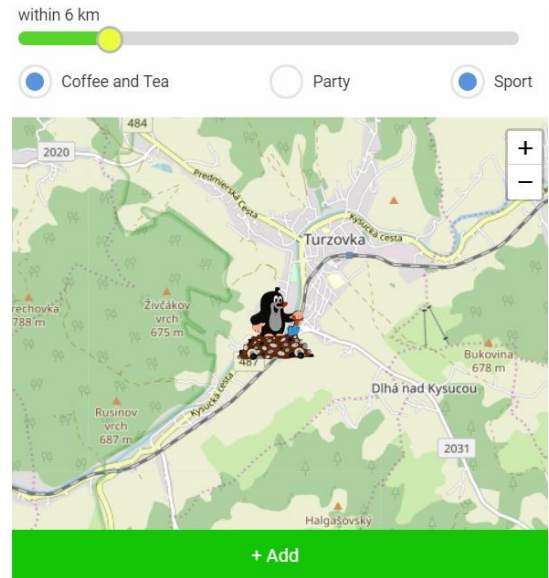 within 6 km
Coffee and Tea
Party
Sport
484
2020
+
−
Predmierská Cesta
Kysucká cesta
Turzovka
Živčákov
vrch
675 m
rechovka
788 m
487
Bukovina
678 m
Dlhá nad Kysucou
Kysucká cesta
Rusinov
vrch
687 m
2031
Halgašovský
+ Add